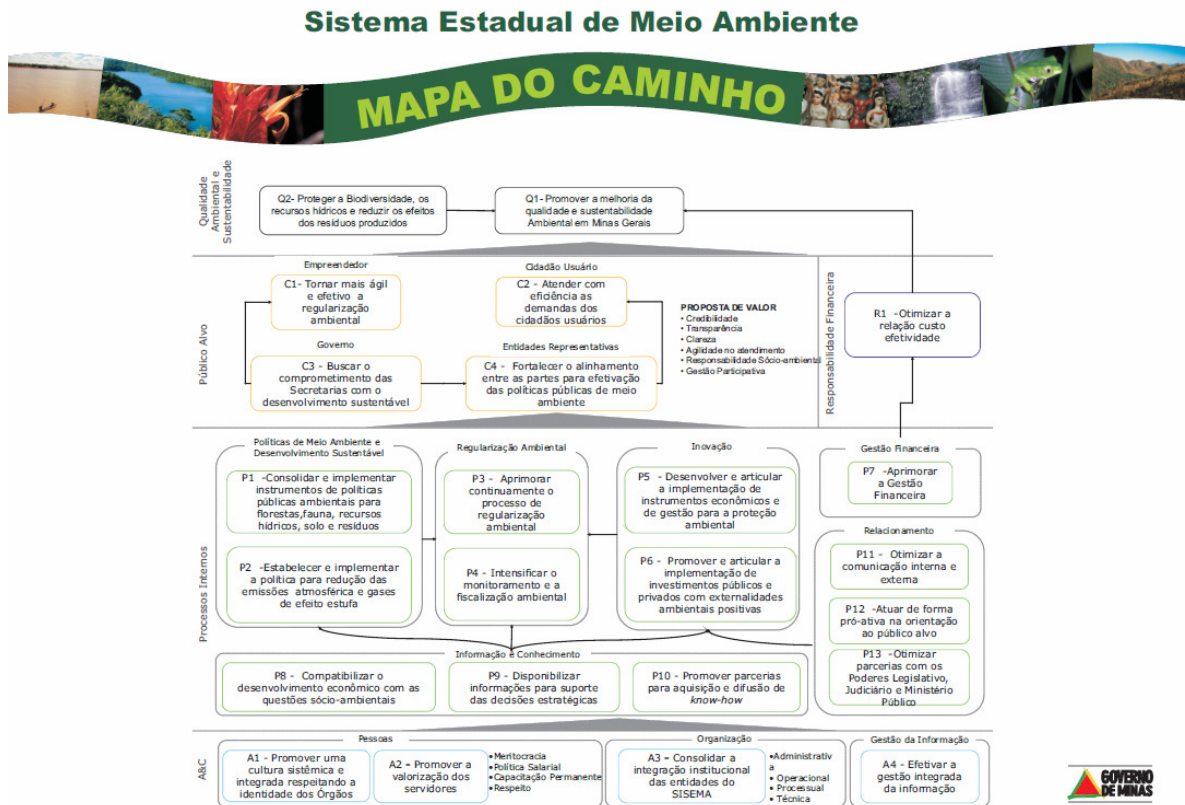 Sistema Estadual de Meio Ambiente
MAPA DO CAMINHO
Qualidade
Ambiental e
Sustentabilidade
Q2- Proteger a Biodiversidade, os
recursos hídricos e reduzir os efeitos
dos resíduos produzidos
Q1- Promover a melhoria da
qualidade e sustentabilidade
Ambiental em Minas Gerais
Público Alvo
Empreendedor
C1- Tornar mais ágil
e efetivo a
regularização
ambiental
Cidadão Usuário
C2 - Atender com
eficiência as
demandas dos
cidadãos usuários
Governo
C3 - Buscar o
comprometimento das
Secretarias com o
desenvolvimento sustentável
Entidades Representativas
C4 - Fortalecer o alinhamento
entre as partes para efetivação
das políticas públicas de meio
ambiente
PROPOSTA DE VALOR
• Credibilidade
• Transparência
• Clareza
• Agilidade no atendimento
• Responsabilidade Sócio-ambiental
• Gestão Participativa
Responsabilidade Financeira
R1 -Otimizar a
relação custo
efetividade
Processos Internos
Políticas de Meio Ambiente e
Desenvolvimento Sustentável
P1 -Consolidar e implementar
instrumentos de políticas
públicas ambientais para
florestas,fauna, recursos
hídricos, solo e resíduos
P2 -Estabelecer e implementar
a política para redução das
emissões atmosférica e gases
de efeito estufa
Regularização Ambiental
P3 - Aprimorar
continuamente o
processo de
regularização
ambiental
P4 - Intensificar o
monitoramento e a
fiscalização ambiental
Inovação
P5 - Desenvolver e articular
a implementação de
instrumentos econômicos e
de gestão para a proteção
ambiental
P6 - Promover e articular a
implementação de
investimentos públicos e
privados com externalidades
ambientais positivas
Gestão Financeira
P7 -Aprimorar
a Gestão
Financeira
Relacionamento
P11 - Otimizar a
comunicação interna e
externa
P12 -Atuar de forma
pró-ativa na orientação
ao público alvo
P13 -Otimizar
parcerias com os
Poderes Legislativo,
Judiciário e Ministério
Público
Informação e Conhecimento
P8 - Compatibilizar o
desenvolvimento econômico com as
questões sócio-ambientais
P9 - Disponibilizar
informações para suporte
das decisões estratégicas
P10 - Promover parcerias
para aquisição e difusão de
know-how
A&C
Pessoas
A1 - Promover uma
cultura sistêmica e
integrada respeitando a
identidade dos Órgãos
A2 - Promover a
valorização dos
servidores
•Meritocracia
•Política Salarial
•Capacitação Permanente
•Respeito
Organização
A3 - Consolidar a
integração institucional
das entidades do
SISEMA
•Administrativ
a
• Operacional
• Processual
• Técnica
Gestão da Informação
A4 - Efetivar a
gestão integrada
da informação
GOVERNO
DE MINAS